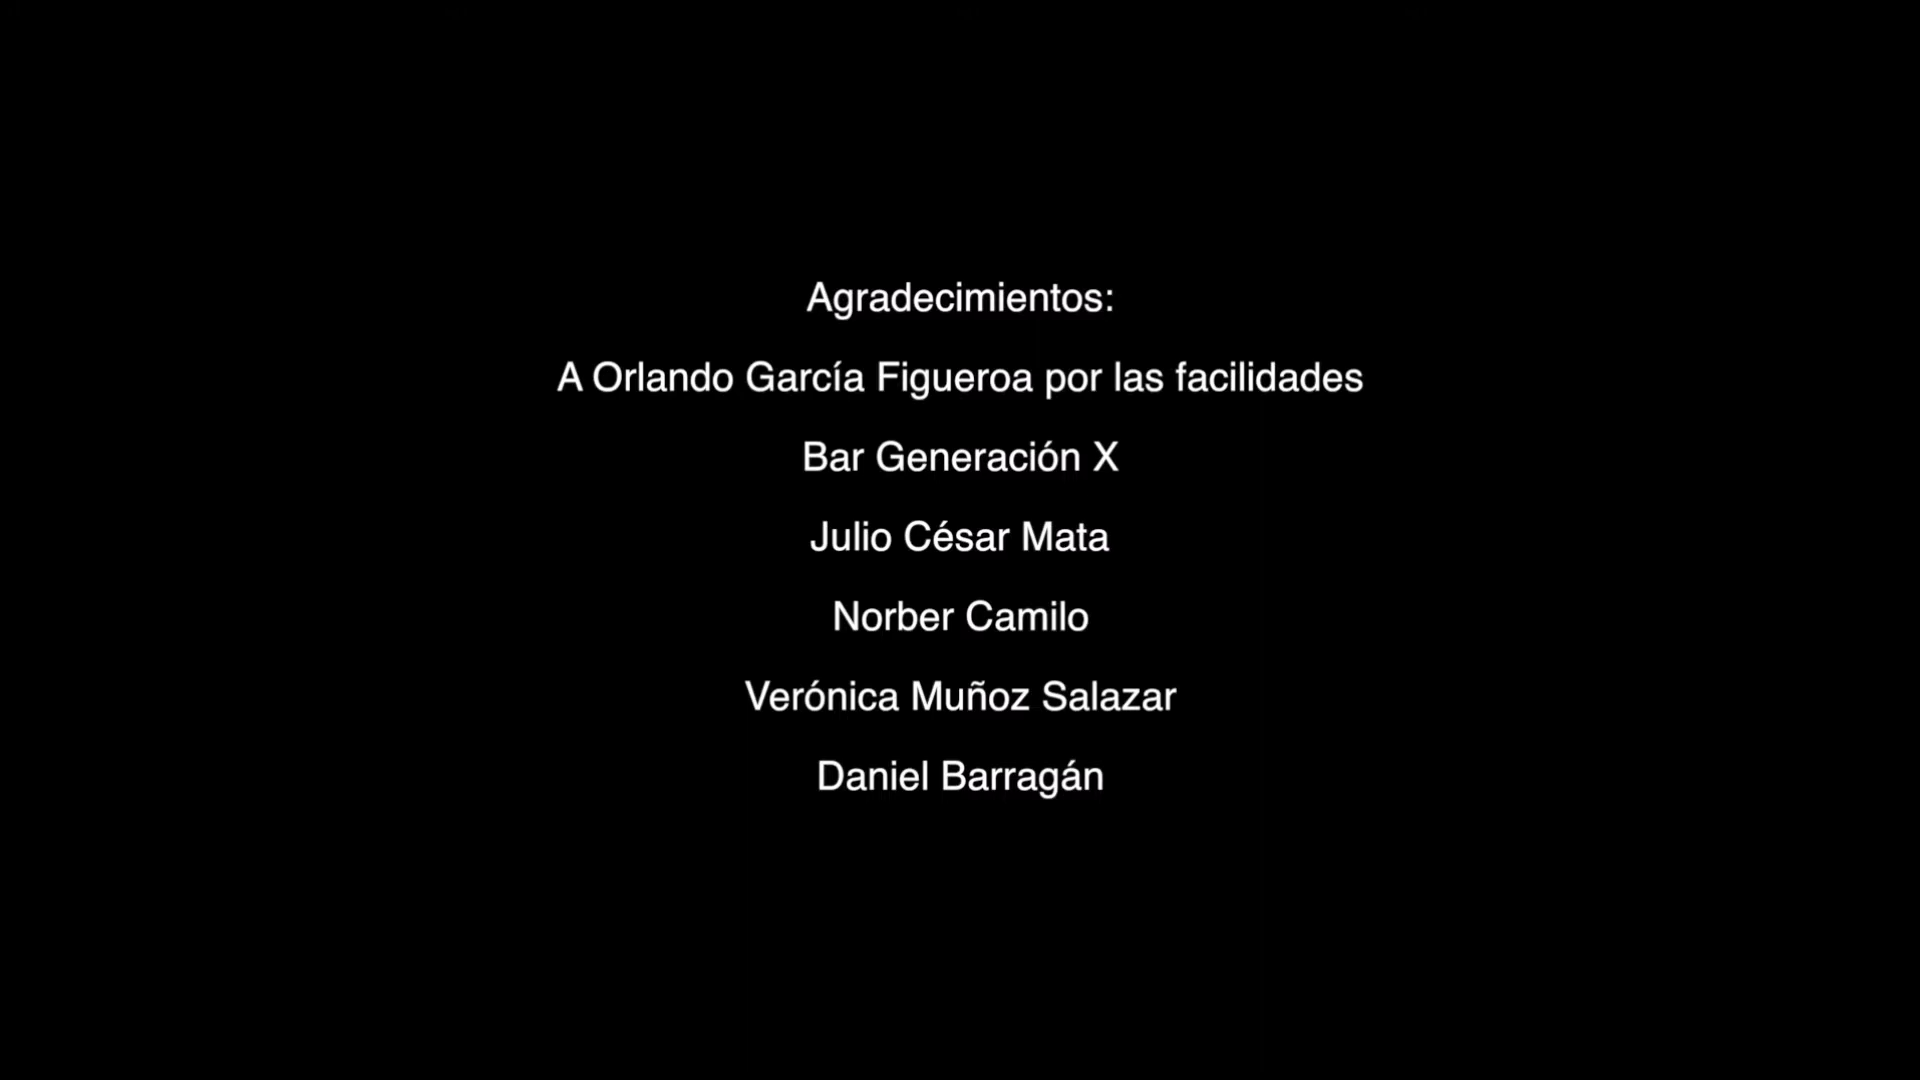 Agradecimientos:
A Orlando García Figueroa por las facilidades
Bar Generación X
Julio César Mata
Norber Camilo
Verónica Muñoz Salazar
Daniel Barragán